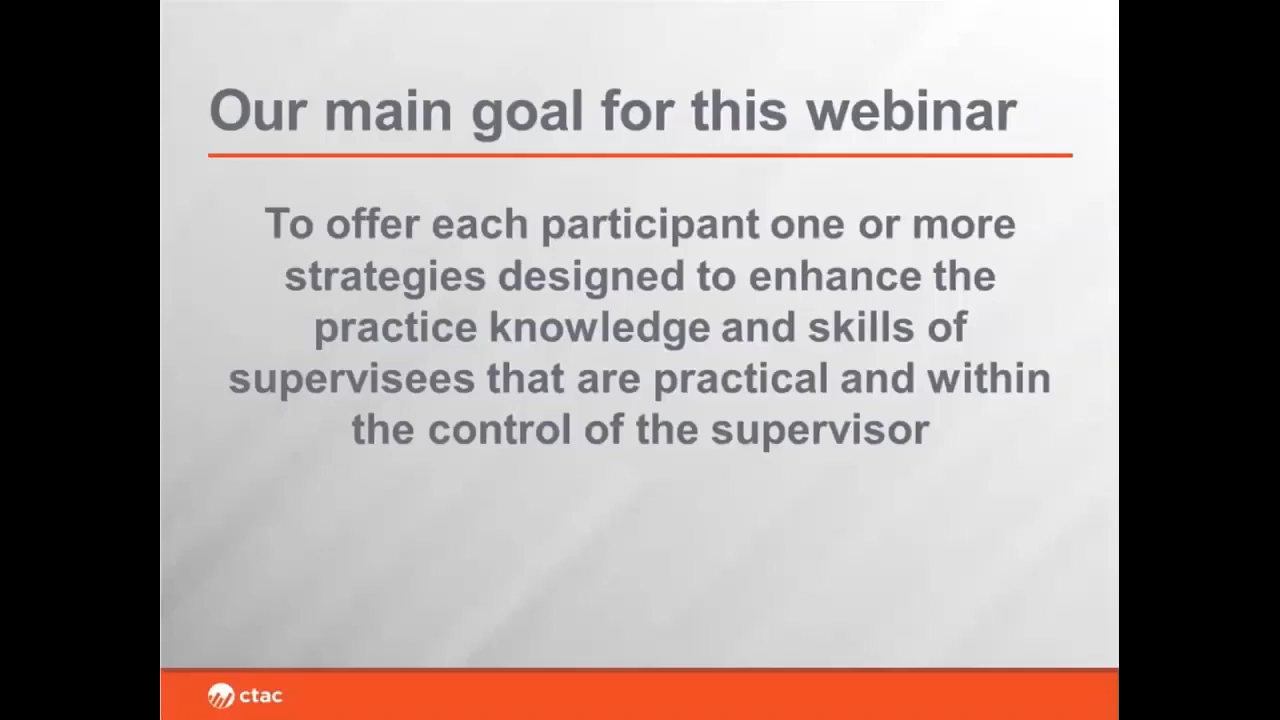 Our main goal for this webinar
To offer each participant one or more
strategies designed to enhance the
practice knowledge and skills of
supervisees that are practical and within
the control of the supervisor
ctac